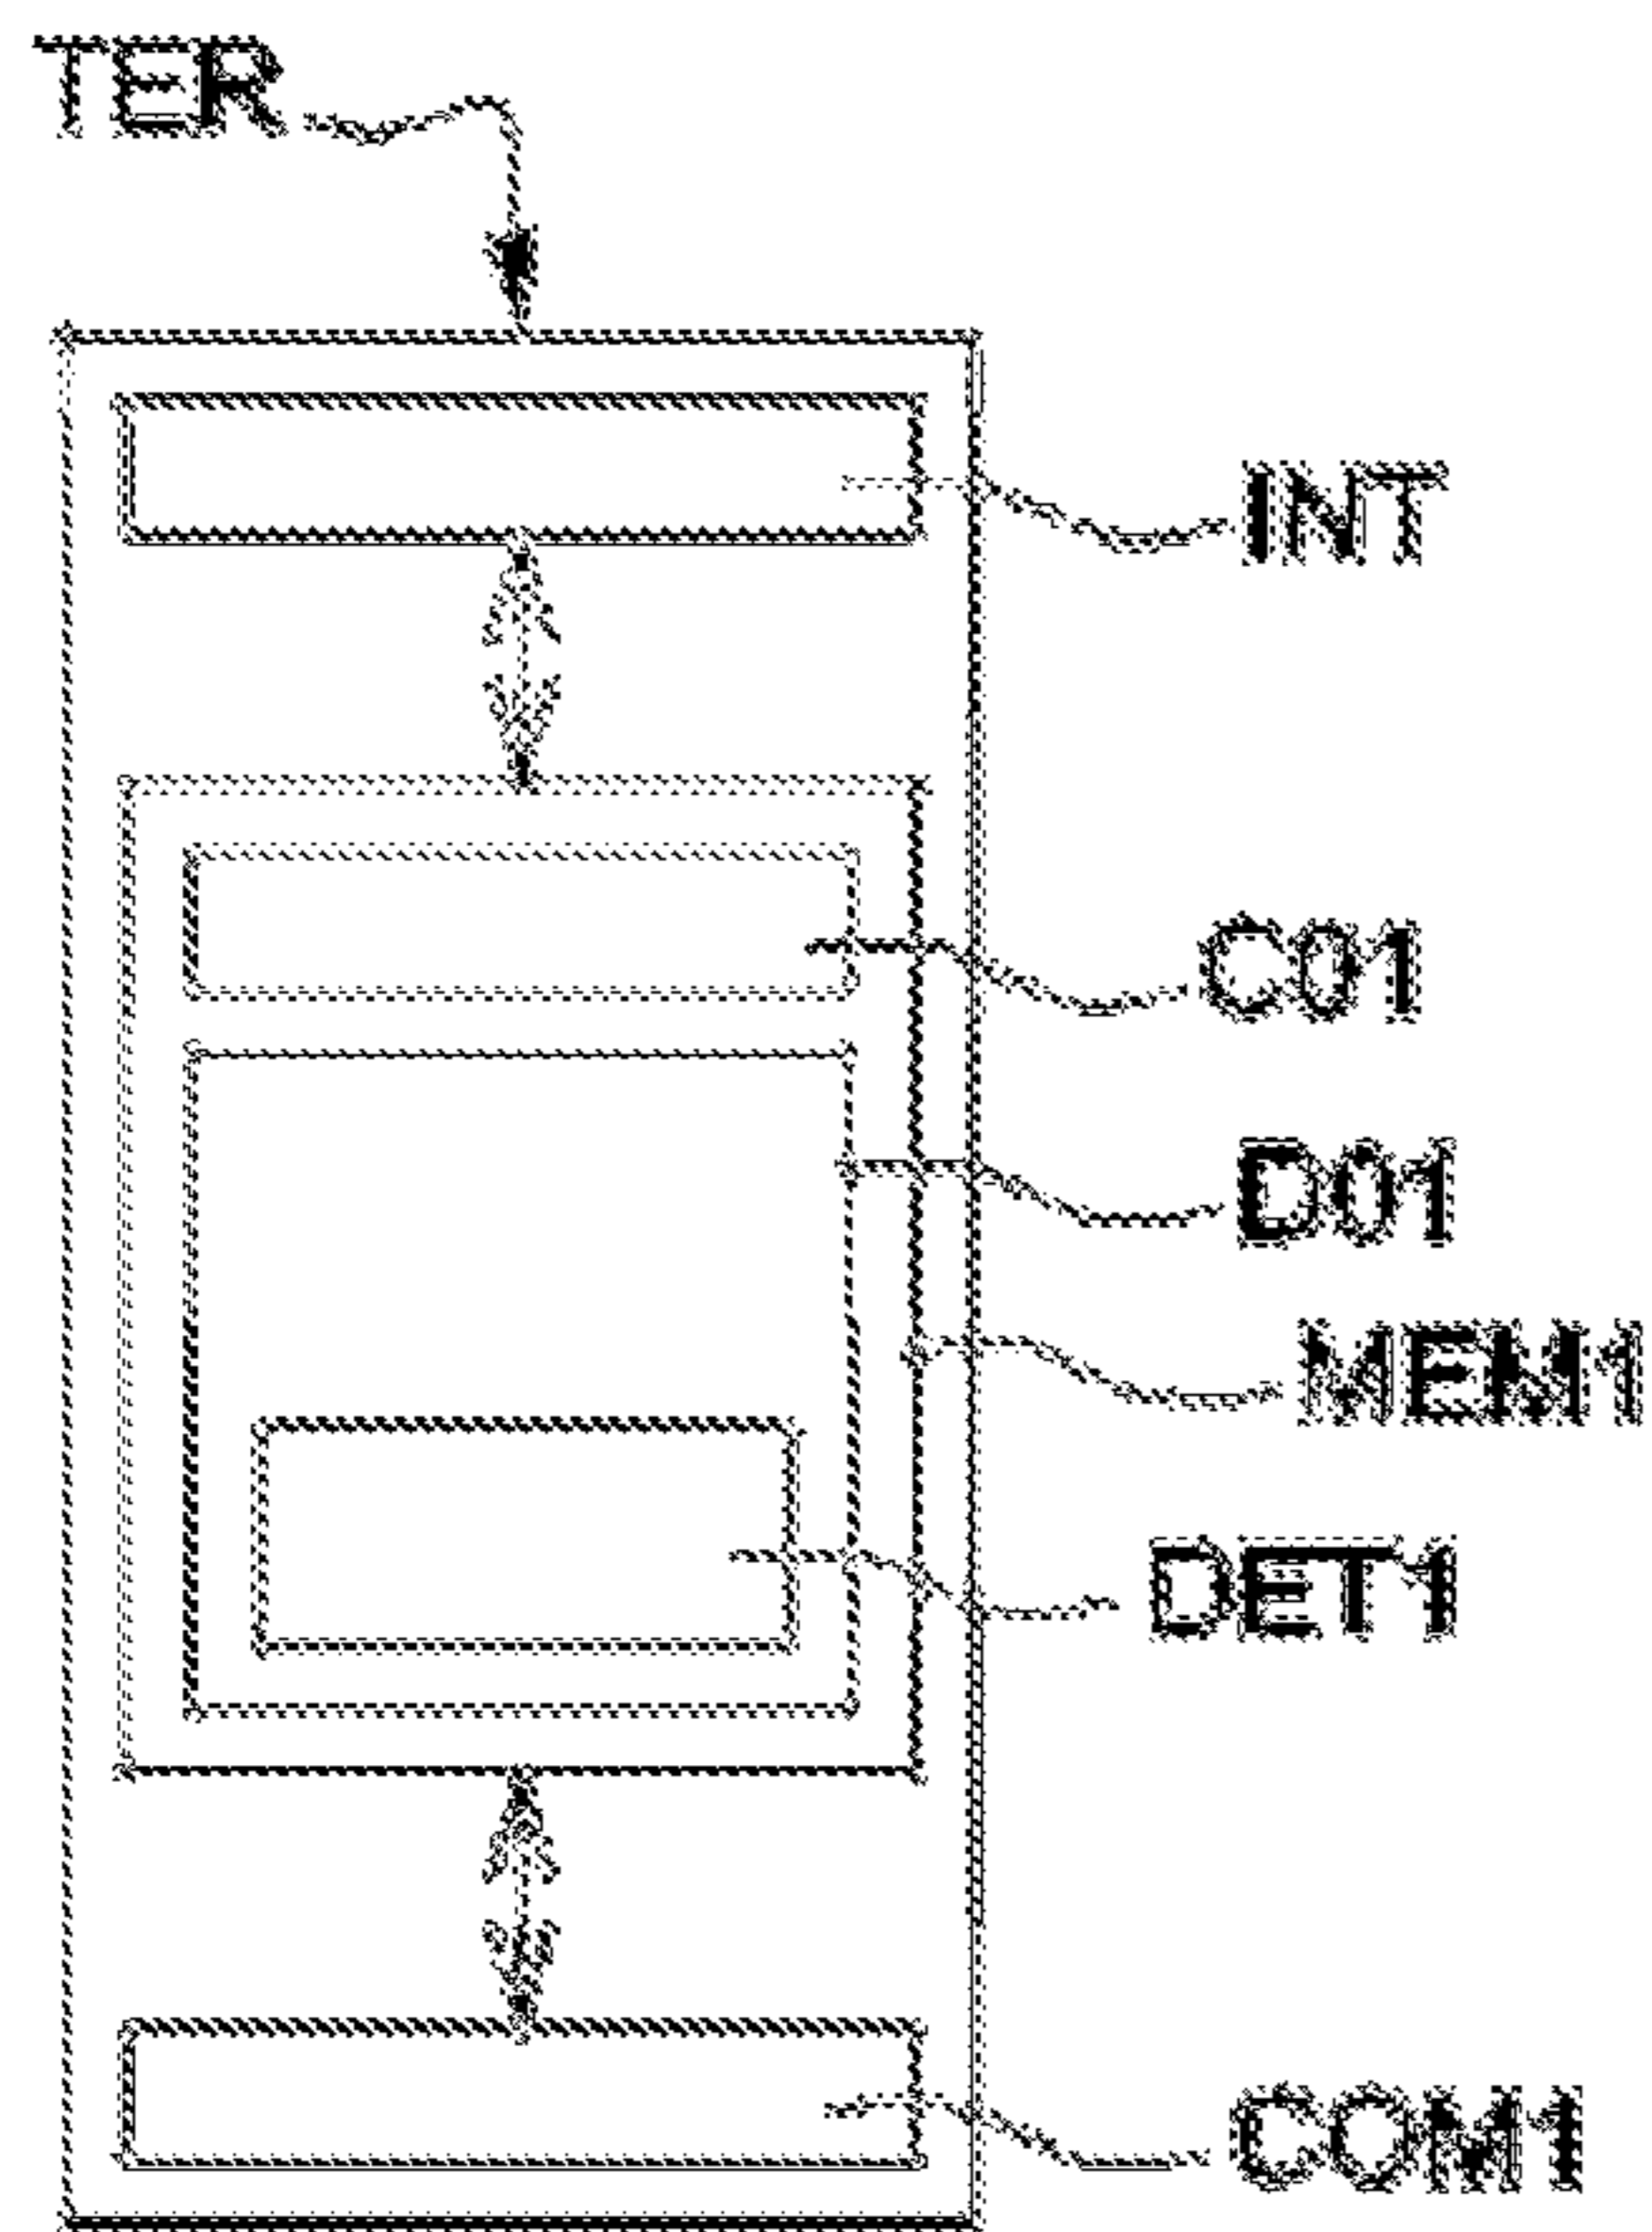 TER
INT
C01
D01
MEM1
DET1
COM1